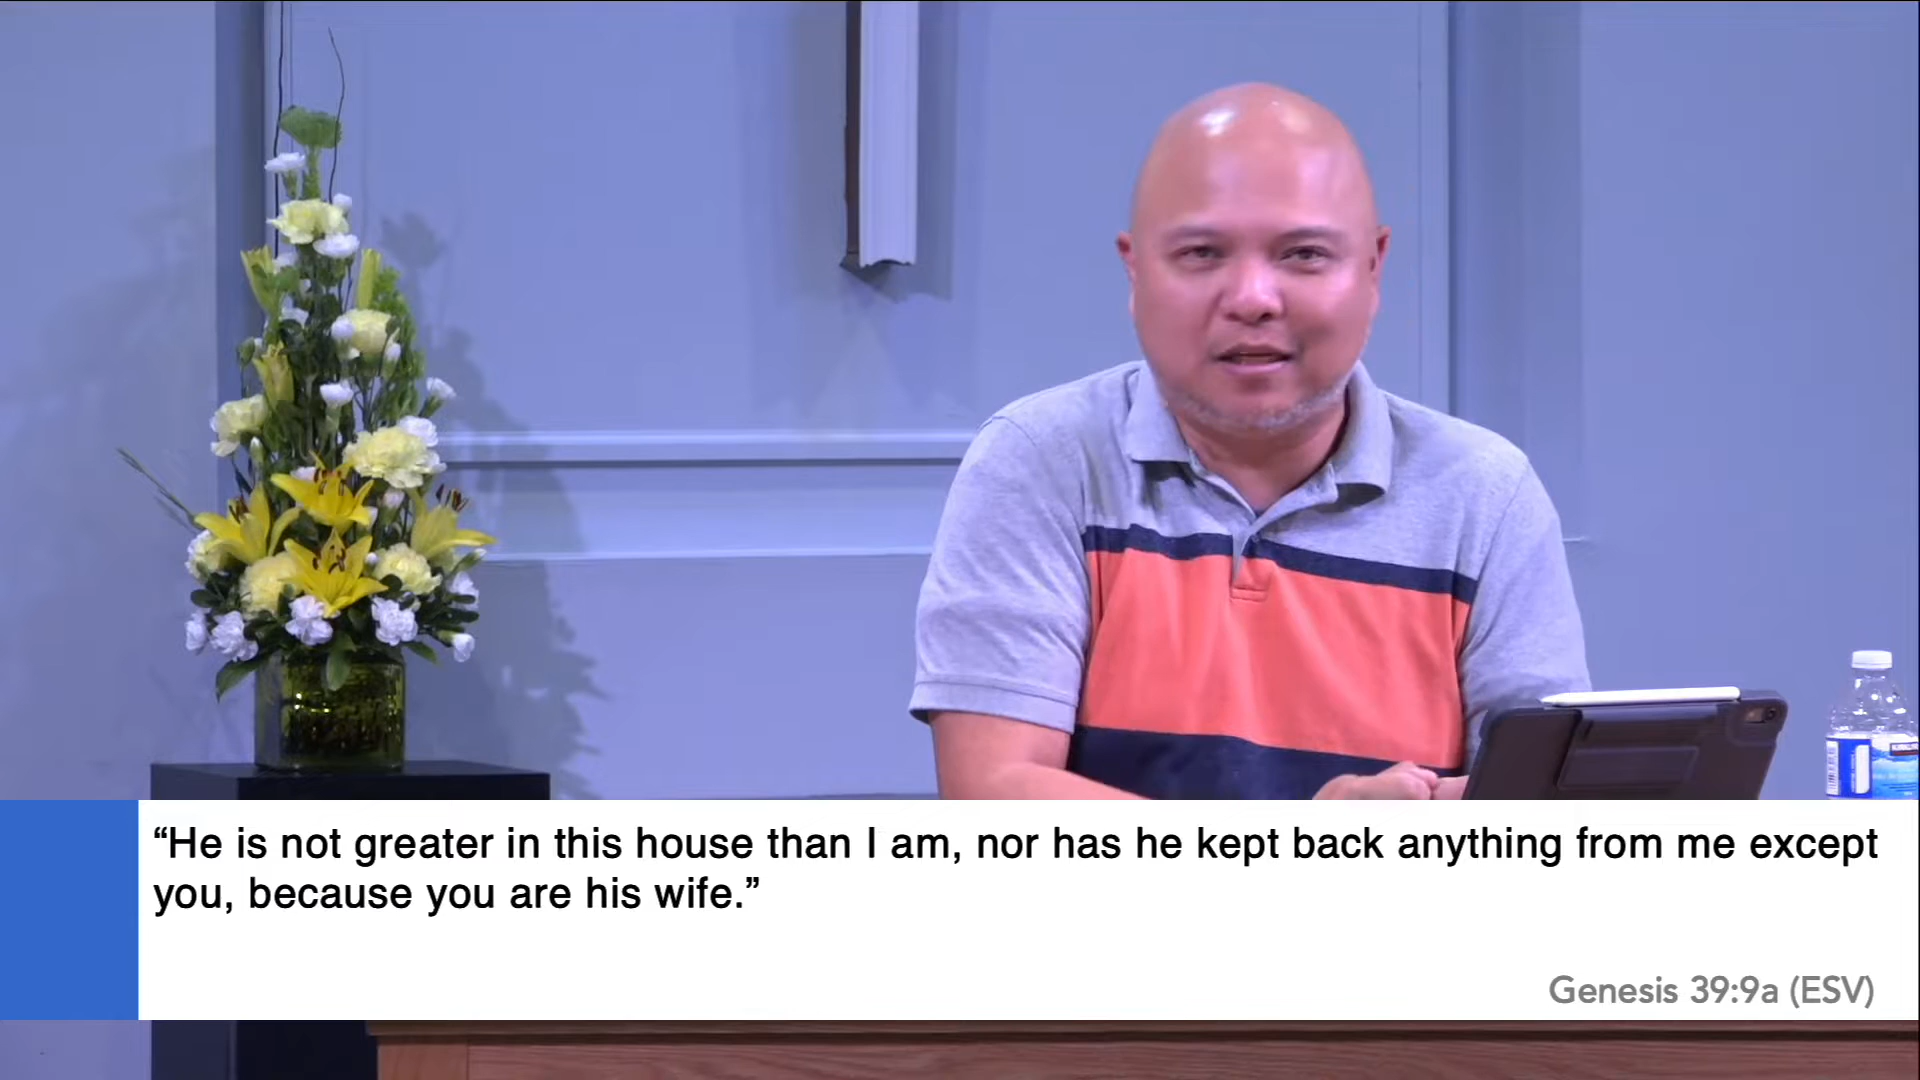 “He is not greater in this house than I am, nor has he kept back anything from me except
you, because you are his wife.”
Genesis 39:9a (ESV)